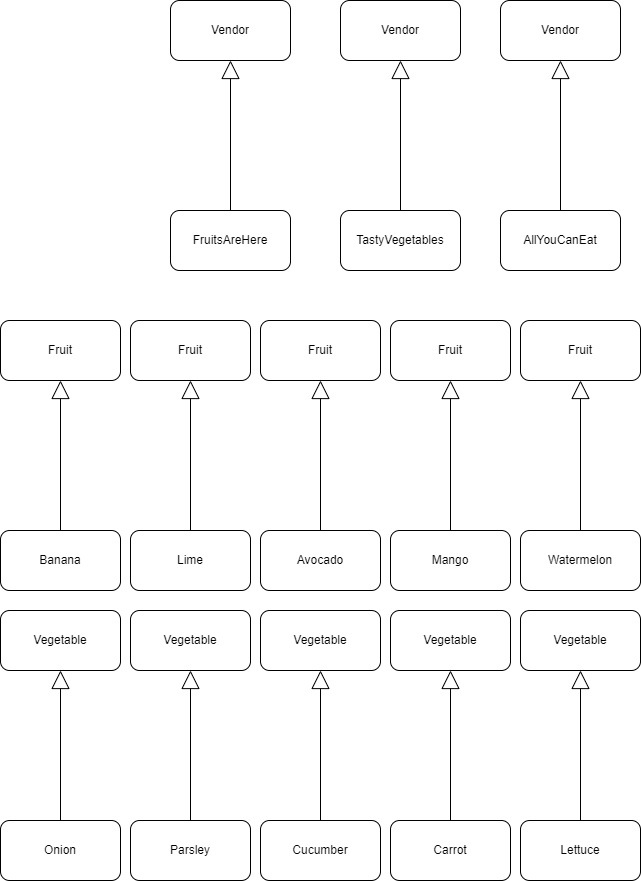 Vendor
Vendor
Vendor
FruitsAreHere
TastyVegetables
AllYouCanEat
Fruit
Fruit
Fruit
Fruit
Fruit
Banana
Lime
Avocado
Mango
Watermelon
Vegetable
Vegetable
Vegetable
Vegetable
Vegetable
Onion
Parsley
Cucumber
Carrot
Lettuce